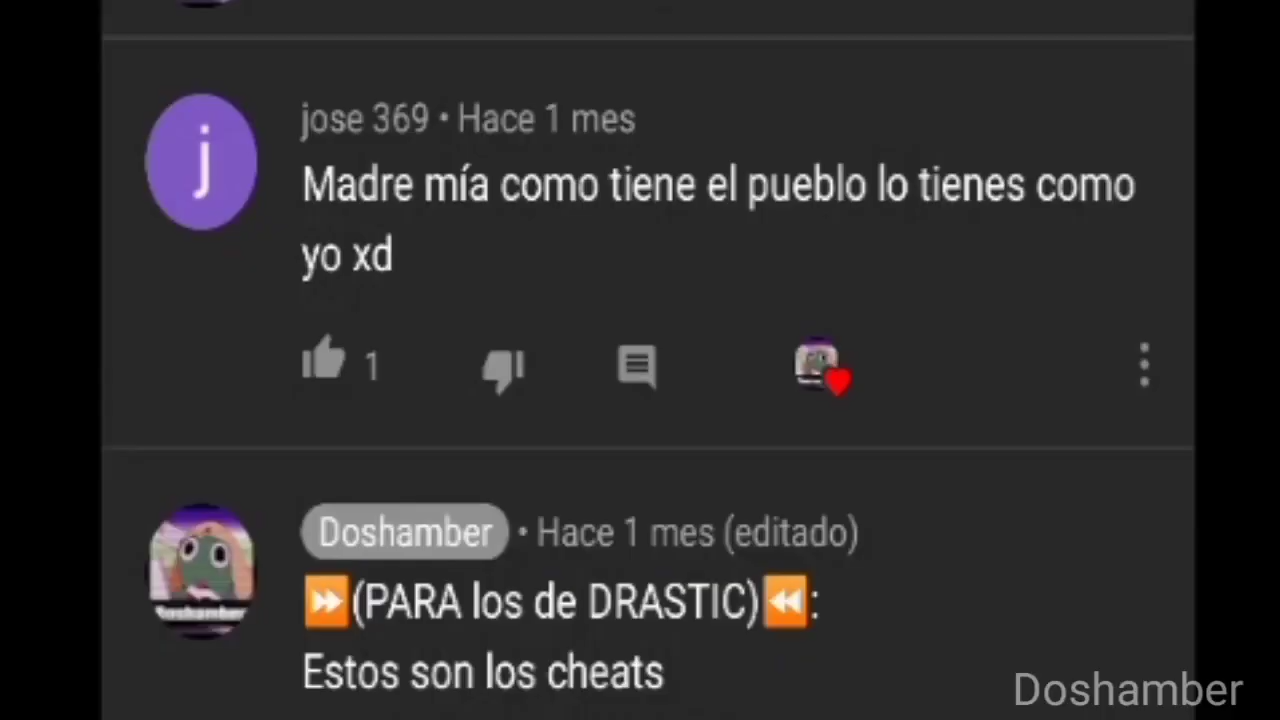 j
jose 369 • Hace 1 mes
Madre mía como tiene el pueblo lo tienes como
yo xd
1
Doshamber • Hace 1 mes (editado)
⏩(PARA los de DRASTIC)⏪:
Estos son los cheats
Doshamber
Doshamber